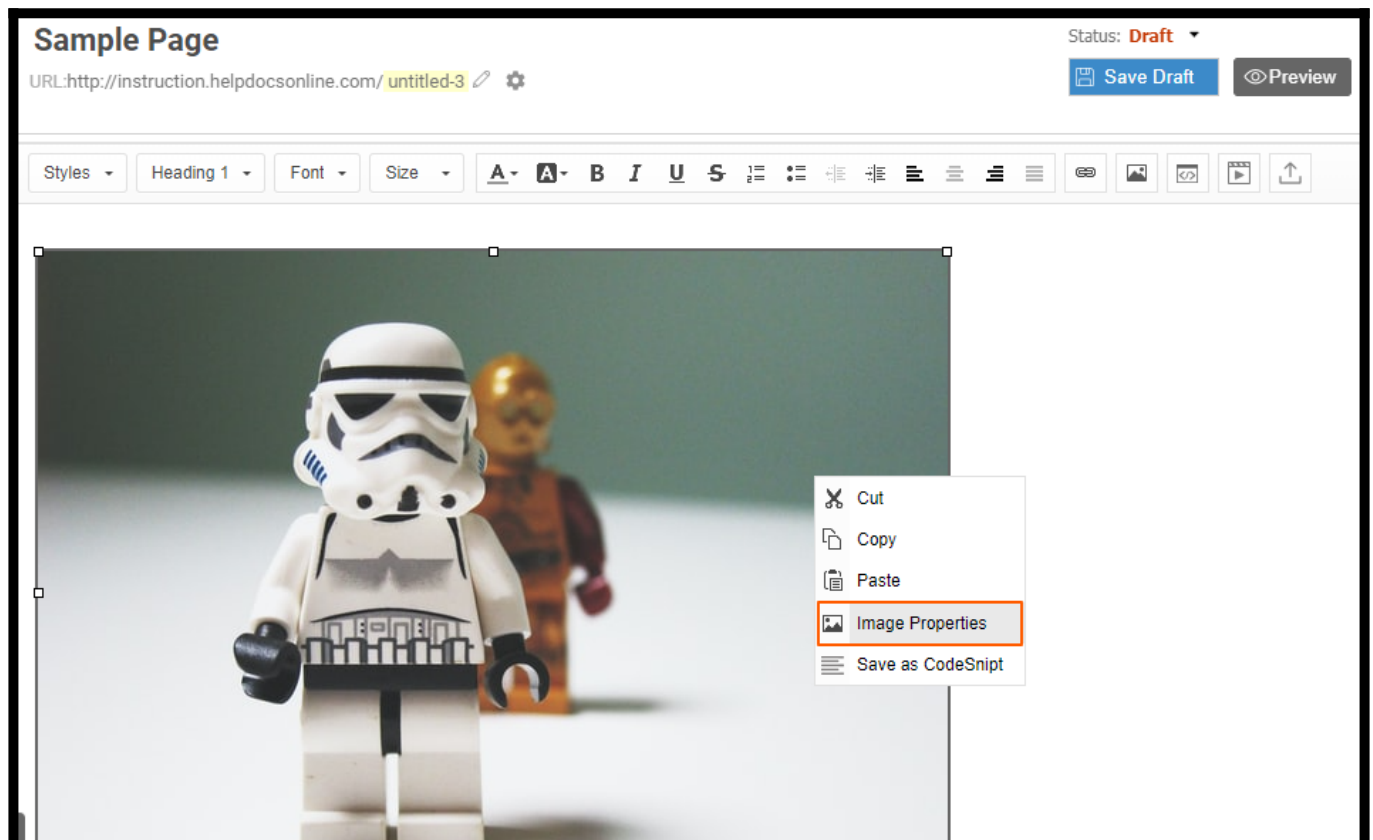 Sample Page
Status: Draft
URL:http://instruction.helpdocsonline.com/ untitled-3
Save Draft
Preview
Styles Heading 1 Font Size A A B I U S
Cut
Copy
Paste
Image Properties
Save as CodeSnipt